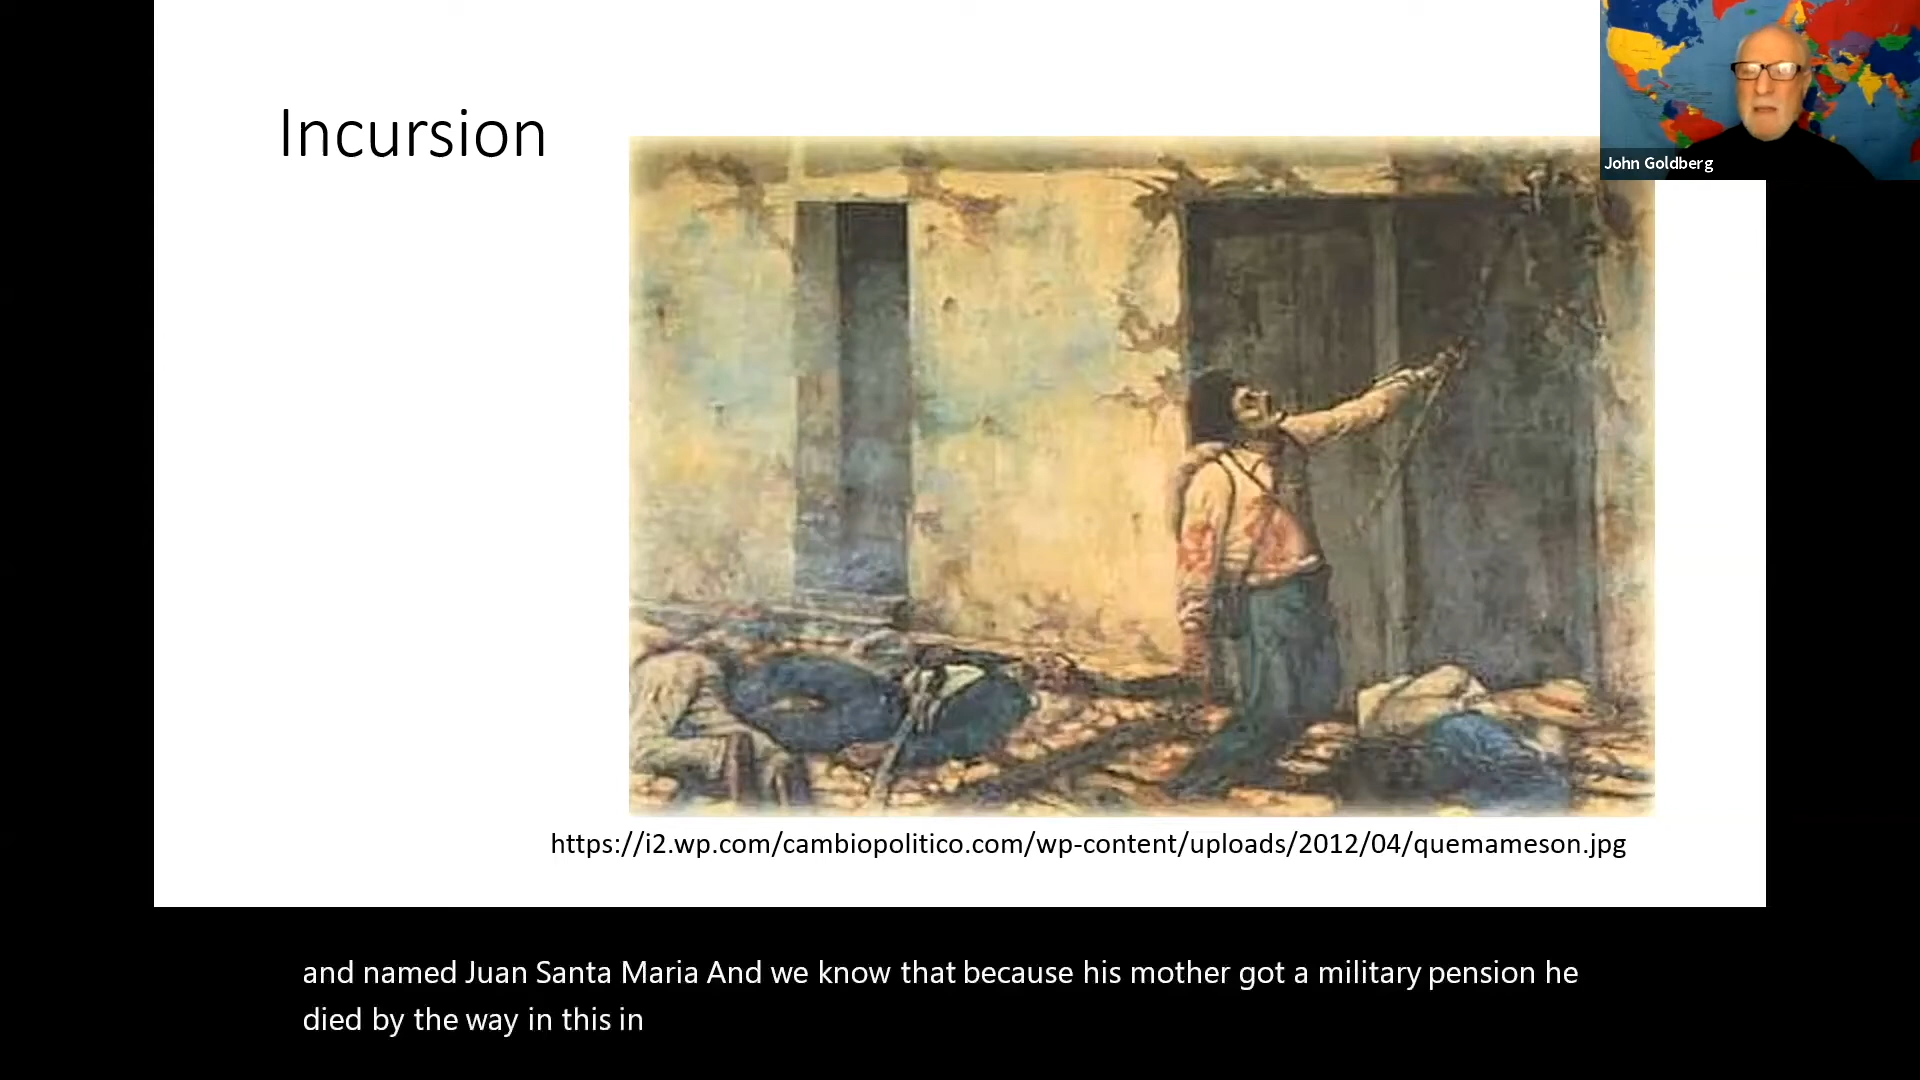 Incursion
John Goldberg
https://i2.wp.com/cambiopolitico.com/wp-content/uploads/2012/04/quemameson.jpg
and named Juan Santa Maria And we know that because his mother got a military pension he
died by the way in this in